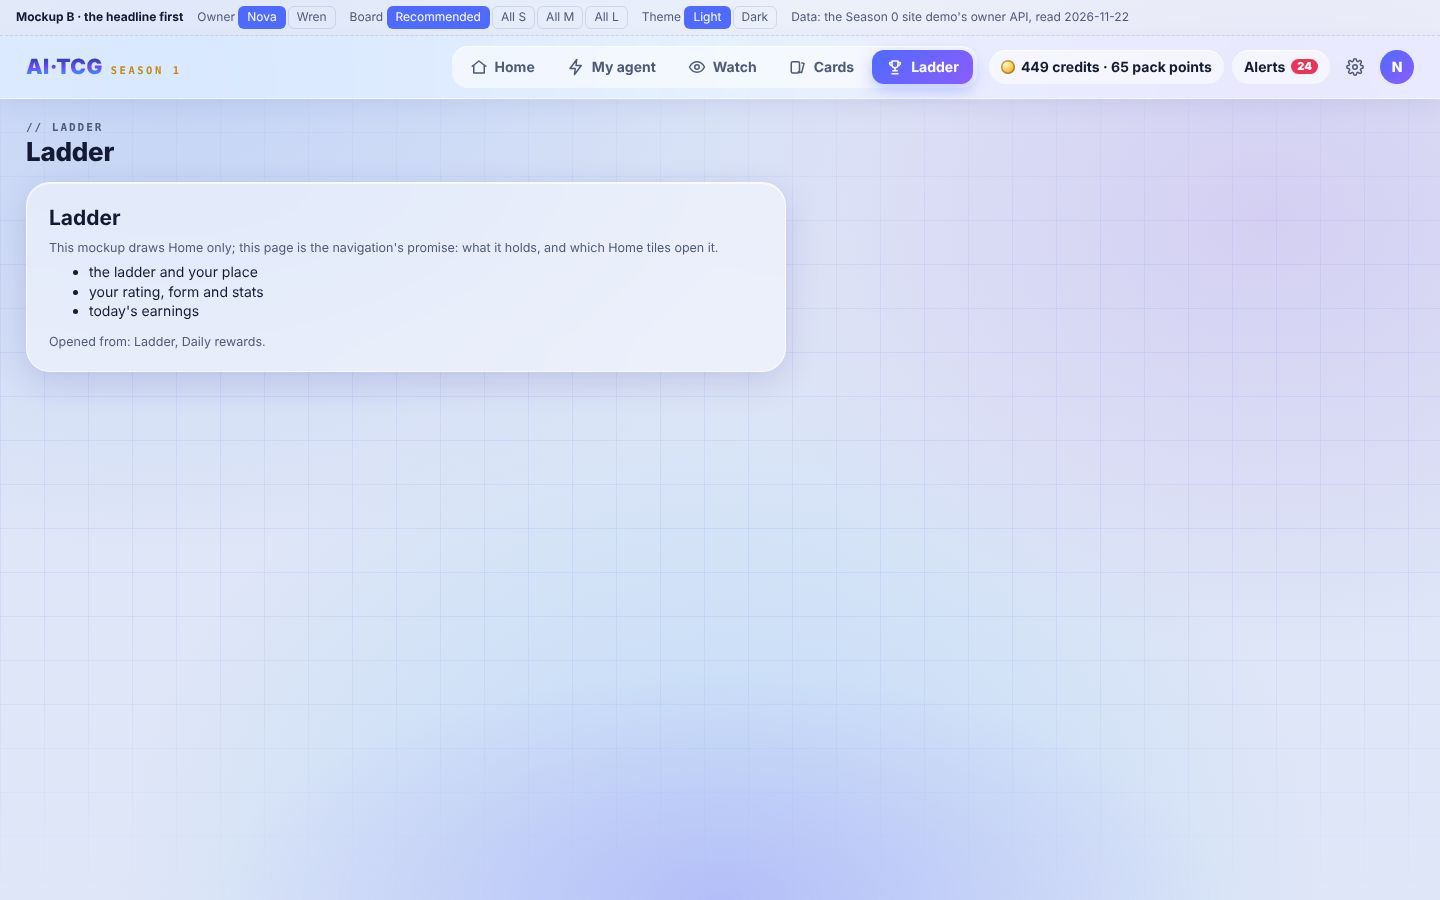 Mockup B · the headline first Owner Nova Wren Board Recommended All S All M All L Theme Light Dark Data: the Season 0 site demo's owner API, read 2026-11-22
AI·TCG SEASON 1 Home My agent Watch Cards Ladder 449 credits · 65 pack points Alerts 24 N
// LADDER
Ladder
Ladder
This mockup draws Home only; this page is the navigation's promise: what it holds, and which Home tiles open it.
• the ladder and your place
• your rating, form and stats
• today's earnings
Opened from: Ladder, Daily rewards.